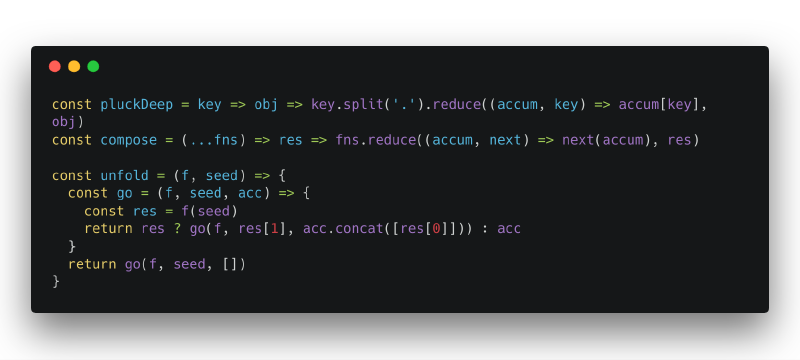 const pluckDeep = key => obj => key.split('.').reduce((accum, key) => accum[key],
obj)
const compose = (...fns) => res => fns.reduce((accum, next) => next(accum), res)

const unfold = (f, seed) => {
  const go = (f, seed, acc) => {
    const res = f(seed)
    return res ? go(f, res[1], acc.concat([res[0]])) : acc
  }
  return go(f, seed, [])
}